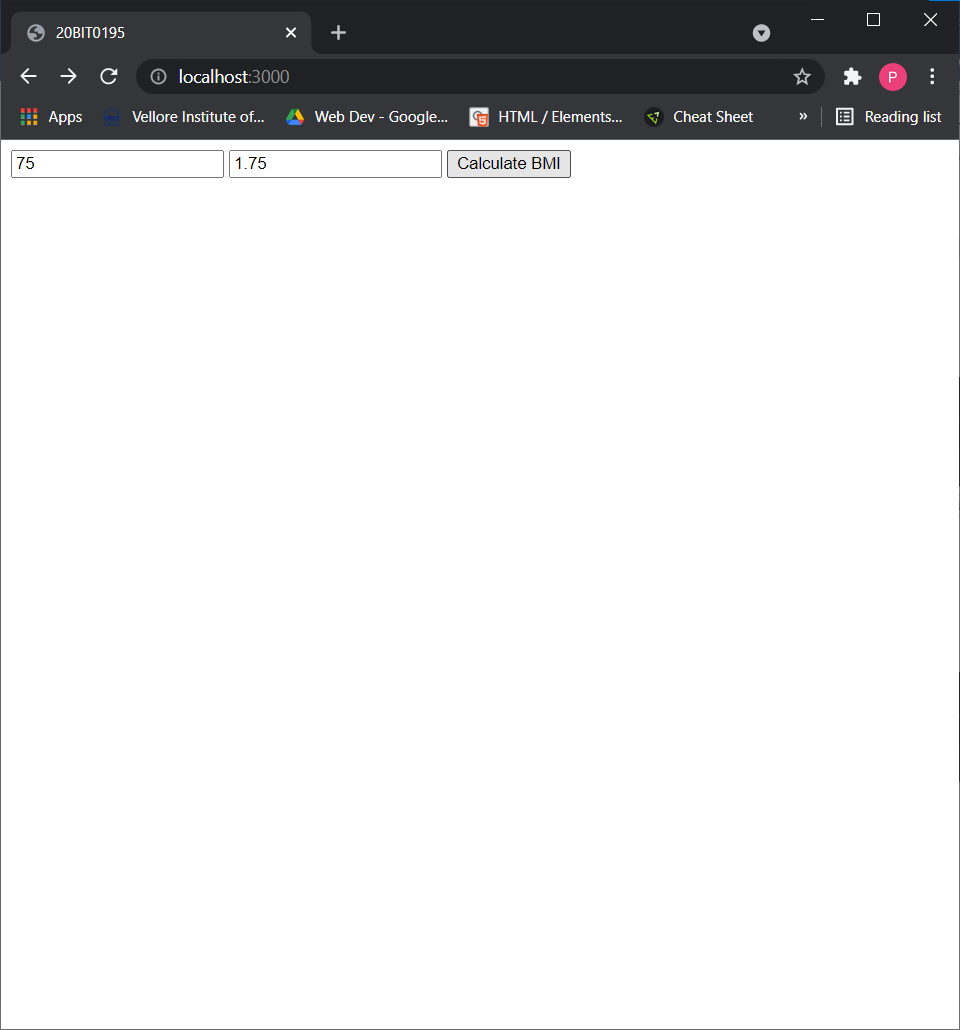 20BIT0195
localhost:3000
P
Apps Vellore Institute of... Web Dev - Google... HTML / Elements... Cheat Sheet » Reading list
75 1.75 Calculate BMI